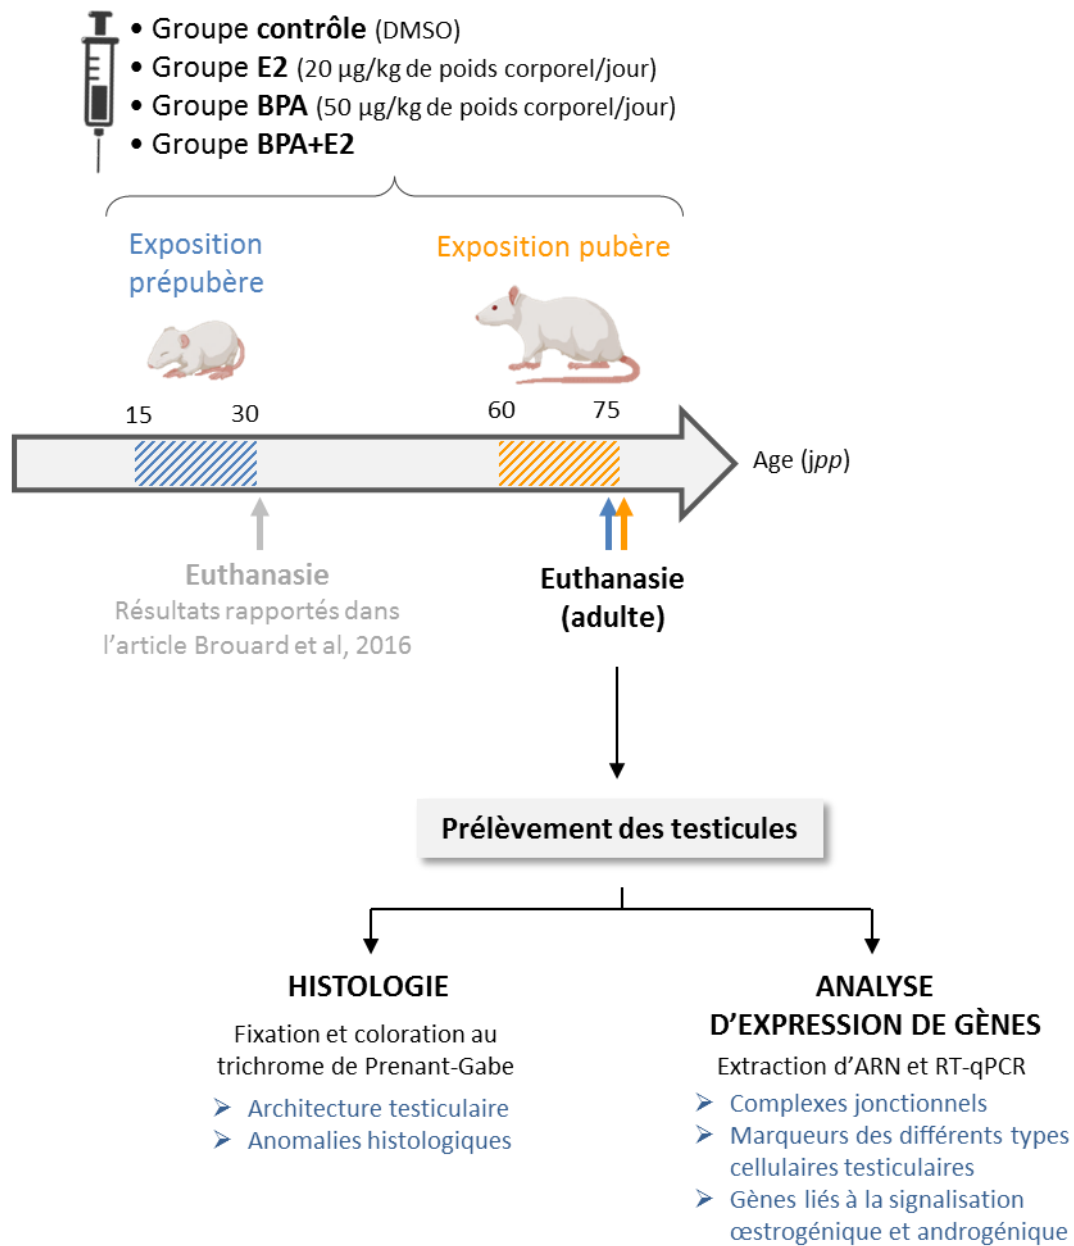 • Groupe contrôle (DMSO)
• Groupe E2 (20 µg/kg de poids corporel/jour)
• Groupe BPA (50 µg/kg de poids corporel/jour)
• Groupe BPA+E2
Exposition
prépubère
Exposition pubère
15
30
60
75
Age (jpp)
Euthanasie
Résultats rapportés dans
l’article Brouard et al, 2016
Euthanasie
(adulte)
Prélèvement des testicules
HISTOLOGIE
Fixation et coloration au
trichrome de Prenant-Gabe
➢ Architecture testiculaire
➢ Anomalies histologiques
ANALYSE
D’EXPRESSION DE GÈNES
Extraction d’ARN et RT-qPCR
➢ Complexes jonctionnels
➢ Marqueurs des différents types
cellulaires testiculaires
➢ Gènes liés à la signalisation
œstrogénique et androgénique